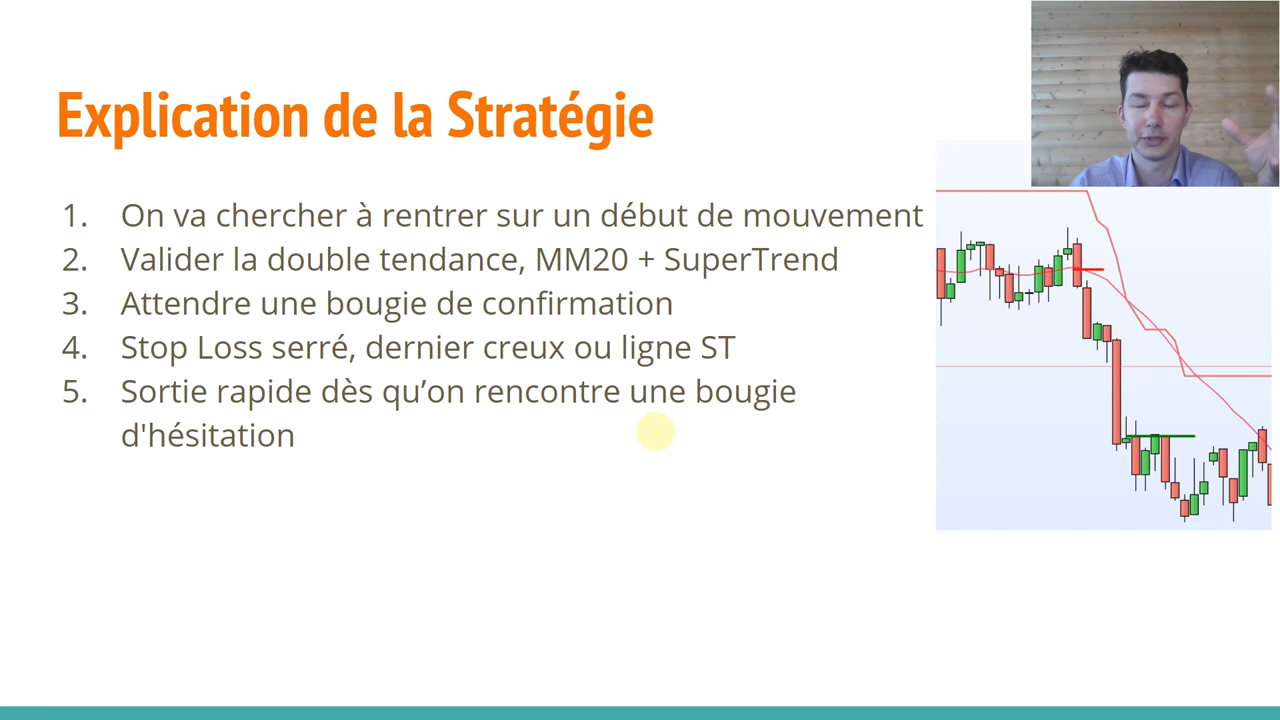 Explication de la Stratégie
1. On va chercher à rentrer sur un début de mouvement
2. Valider la double tendance, MM20 + SuperTrend
3. Attendre une bougie de confirmation
4. Stop Loss serré, dernier creux ou ligne ST
5. Sortie rapide dès qu’on rencontre une bougie
d'hésitation